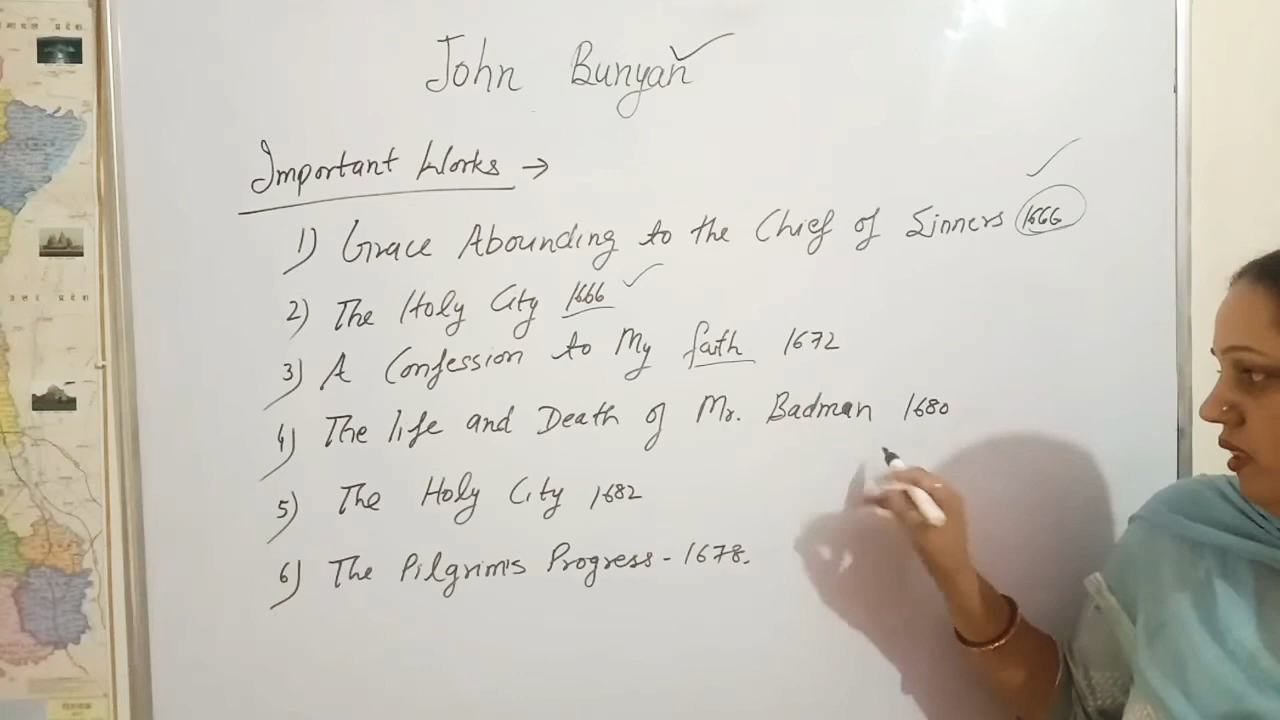 John Bunyan
Important Works →
1) Grace Abounding to the Chief of Sinners 1666
2) The Holy City 1666
3) A Confession to My faith 1672
4) The life and Death of Mr. Badman 1680
5) The Holy City 1682
6) The Pilgrim's Progress - 1678.